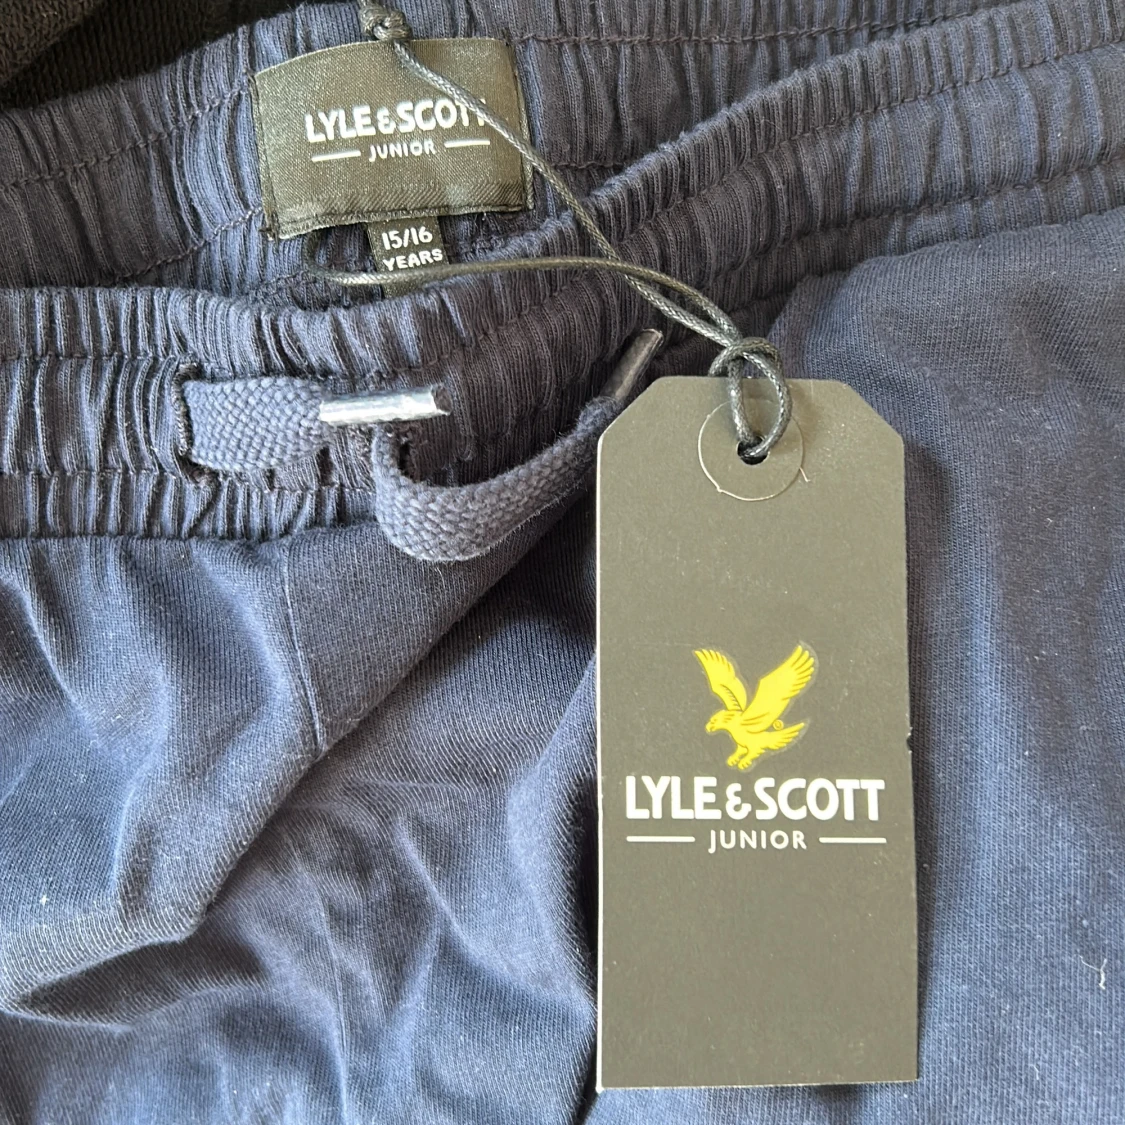 LYLE & SCOTT
JUNIOR
15/16
YEARS
LYLE & SCOTT
JUNIOR